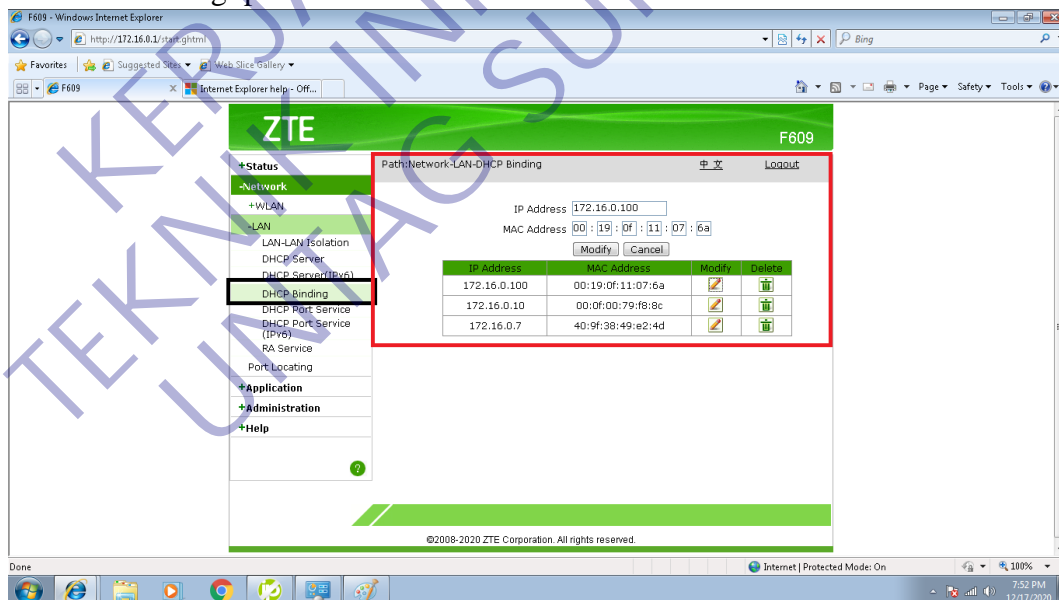 F609 - Windows Internet Explorer
http://172.16.0.1/start.ghtml
Bing
Favorites Suggested Sites Web Slice Gallery
F609 Internet Explorer help - Off... Page Safety Tools
ZTE
F609
+Status
-Network
+WLAN
-LAN
LAN-LAN Isolation
DHCP Server
DHCP Server(IPv6)
DHCP Binding
DHCP Port Service
DHCP Port Service
(IPv6)
RA Service
Port Locating
+Application
+Administration
+Help
Path:Network-LAN-DHCP Binding 中文 Logout
IP Address 172.16.0.100
MAC Address 00 : 19 : 0f : 11 : 07 : 6a
Modify Cancel
IP Address MAC Address Modify Delete
172.16.0.100 00:19:0f:11:07:6a
172.16.0.10 00:0f:00:79:f8:8c
172.16.0.7 40:9f:38:49:e2:4d
©2008-2020 ZTE Corporation. All rights reserved.
Done Internet | Protected Mode: On 100%
7:52 PM
12/17/2020
TEKNIK
UNTAG